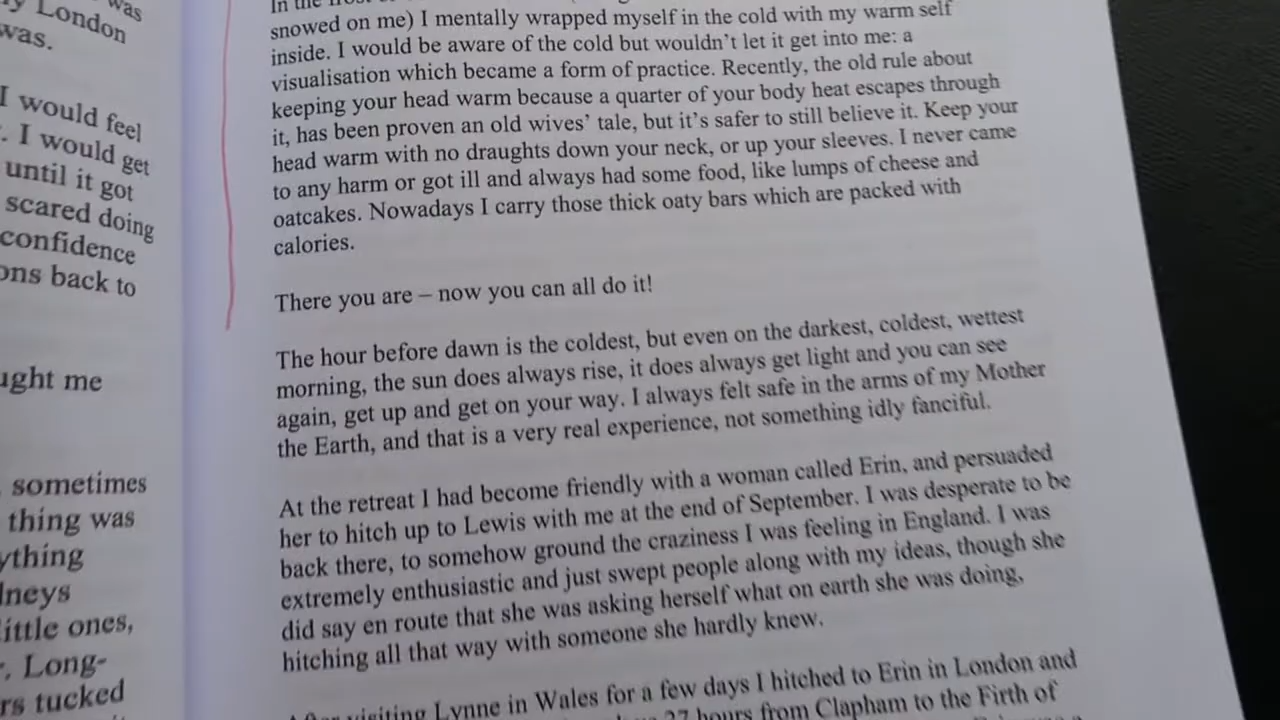 was
London
was.
I would feel
. I would get
until it got
scared doing
confidence
ons back to
ught me
sometimes
thing was
ything
dneys
ittle ones,
, Long-
rs tucked
In the
snowed on me) I mentally wrapped myself in the cold with my warm self
inside. I would be aware of the cold but wouldn't let it get into me: a
visualisation which became a form of practice. Recently, the old rule about
keeping your head warm because a quarter of your body heat escapes through
it, has been proven an old wives' tale, but it's safer to still believe it. Keep your
head warm with no draughts down your neck, or up your sleeves. I never came
to any harm or got ill and always had some food, like lumps of cheese and
oatcakes. Nowadays I carry those thick oaty bars which are packed with
calories.
There you are – now you can all do it!
The hour before dawn is the coldest, but even on the darkest, coldest, wettest
morning, the sun does always rise, it does always get light and you can see
again, get up and get on your way. I always felt safe in the arms of my Mother
the Earth, and that is a very real experience, not something idly fanciful.
At the retreat I had become friendly with a woman called Erin, and persuaded
her to hitch up to Lewis with me at the end of September. I was desperate to be
back there, to somehow ground the craziness I was feeling in England. I was
extremely enthusiastic and just swept people along with my ideas, though she
did say en route that she was asking herself what on earth she was doing,
hitching all that way with someone she hardly knew.
After visiting Lynne in Wales for a few days I hitched to Erin in London and
27 hours from Clapham to the Firth of